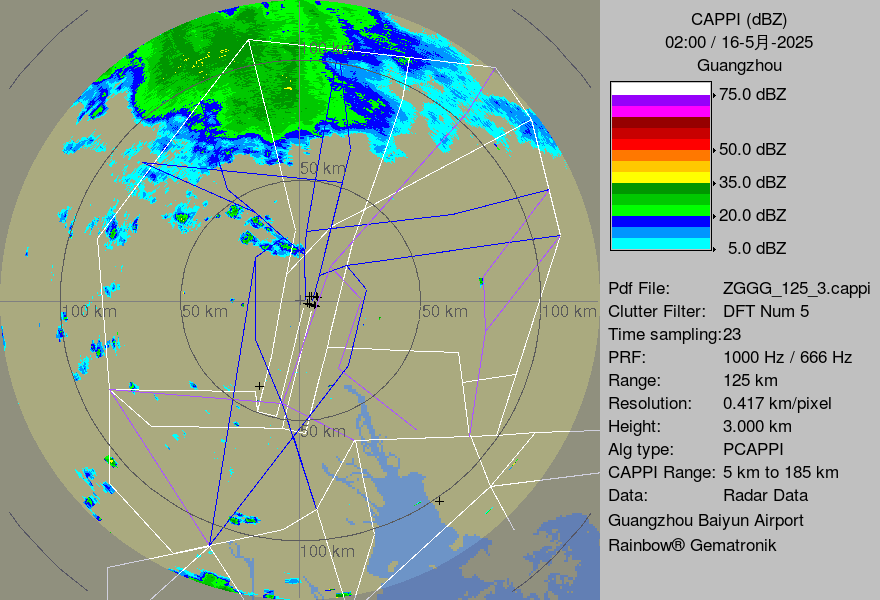 CAPPI (dBZ)
02:00 / 16-5月-2025
Guangzhou
75.0 dBZ
50.0 dBZ
35.0 dBZ
20.0 dBZ
5.0 dBZ
Pdf File: ZGGG_125_3.cappi
Clutter Filter: DFT Num 5
Time sampling:23
PRF: 1000 Hz / 666 Hz
Range: 125 km
Resolution: 0.417 km/pixel
Height: 3.000 km
Alg type: PCAPPI
CAPPI Range: 5 km to 185 km
Data: Radar Data
Guangzhou Baiyun Airport
Rainbow® Gematronik
100 km
50 km
100 km 50 km 50 km 100 km
50 km
100 km